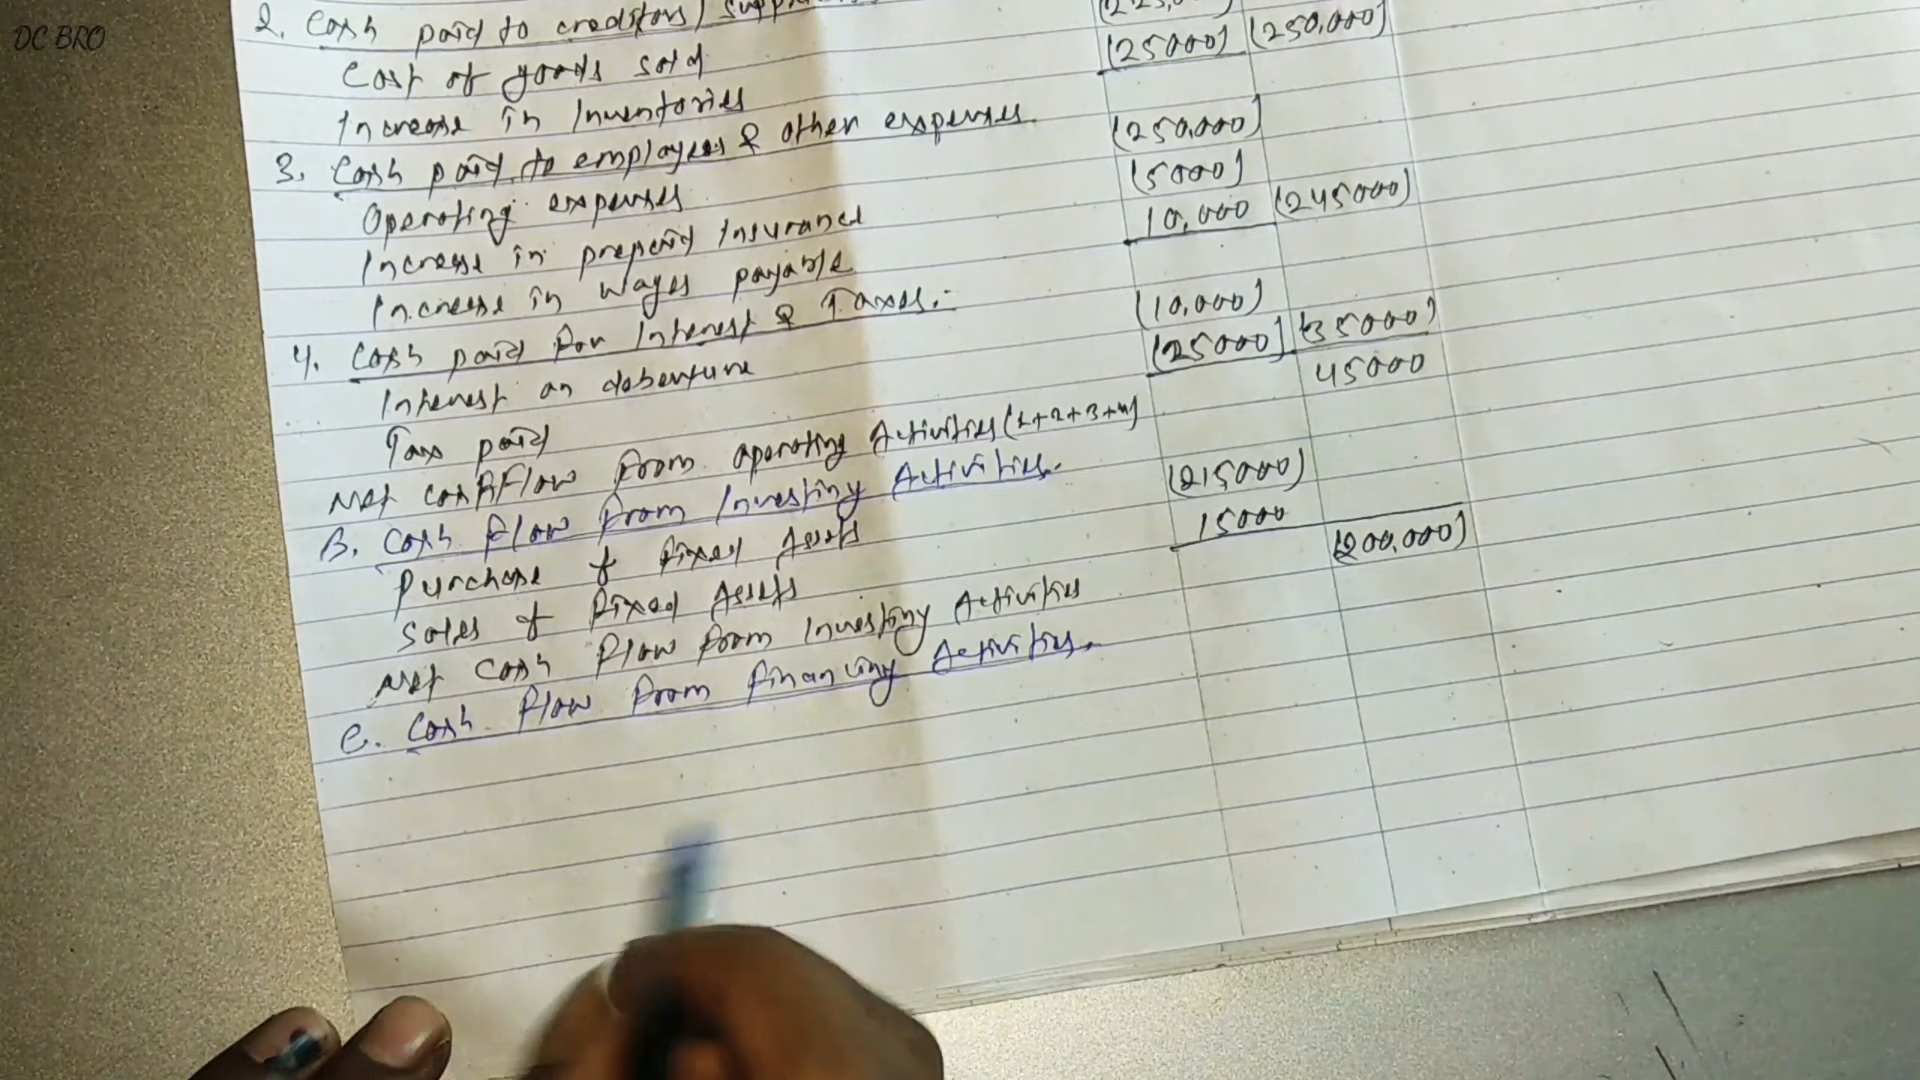 DC BRO
2. Cash paid to creditors/
Cost of goods sold (25000) (250,000)
Increase in Inventories
3. Cash paid to employees & other expenses
Operating expenses (250,000)
Increase in prepaid Insurance (5000)
Increase in wages payable 10,000 (245000)
4. Cash paid for Interest & Taxes.
Interest on debenture (10,000)
Tax paid (25000) (35000)
Net cash Flow from operating Activities (1+2+3+4) 45000
B. Cash flow from Investing Activities.
Purchase of fixed Assets (215000)
Sales of fixed Assets 15000
Net cash flow from Investing Activities (200,000)
C. Cash flow from financing Activities.